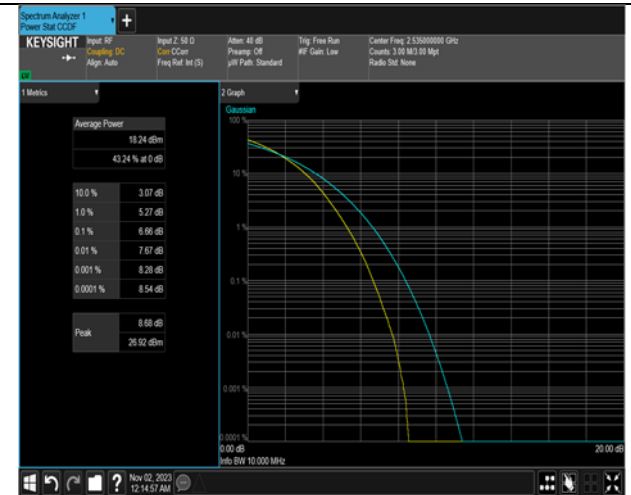 Spectrum Analyzer 1
Power Stat CCDF
+
KEYSIGHT
Input: RF
Coupling: DC
Align: Auto
Input Z: 50 Ω
Corr CCorr
Freq Ref: Int (S)
Atten: 40 dB
Preamp: Off
µW Path: Standard
Trig: Free Run
#IF Gain: Low
Center Freq: 2.535000000 GHz
Counts: 3.00 M/3.00 Mpt
Radio Std: None
LV
1 Metrics
Average Power
18.24 dBm
43.24 % at 0 dB
10.0 % 3.07 dB
1.0 % 5.27 dB
0.1 % 6.66 dB
0.01 % 7.67 dB
0.001 % 8.28 dB
0.0001 % 8.54 dB
Peak
8.68 dB
26.92 dBm
2 Graph
Gaussian
100 %
10 %
1 %
0.1 %
0.01 %
0.001 %
0.0001 %
0.00 dB
20.00 dB
Info BW 10.000 MHz
?
Nov 02, 2023
12:14:57 AM